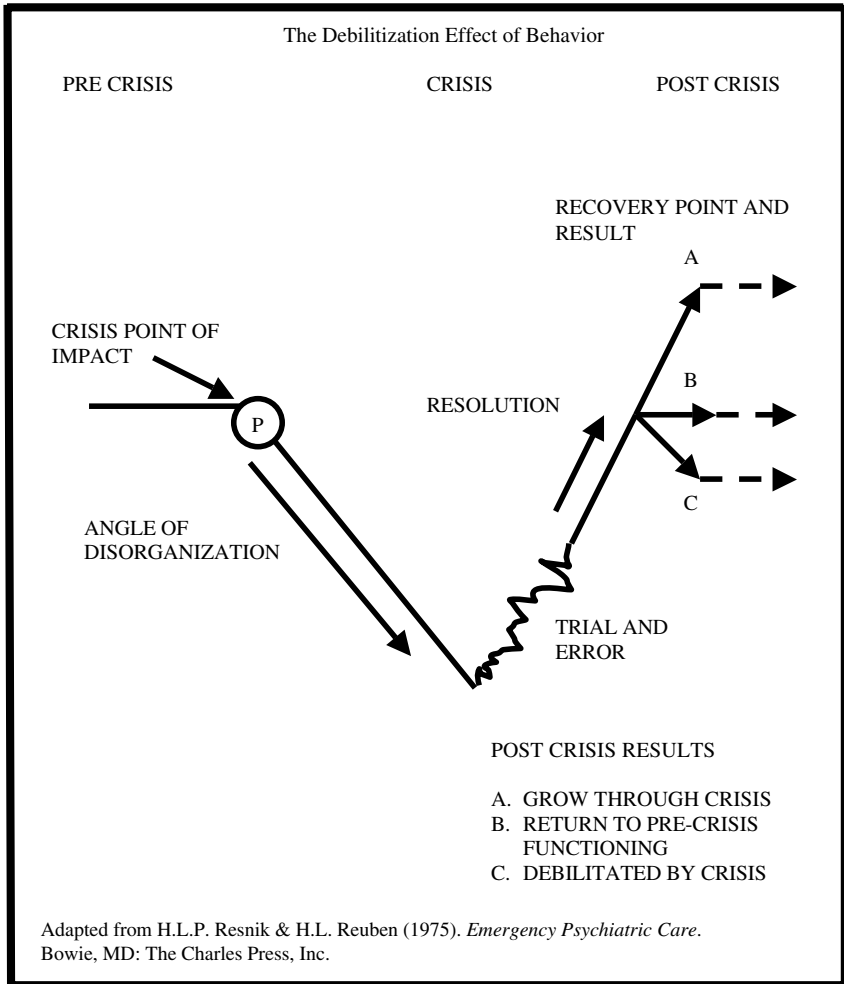 The Debilitization Effect of Behavior
PRE CRISIS
CRISIS
POST CRISIS
RECOVERY POINT AND
RESULT
A
CRISIS POINT OF
IMPACT
B
RESOLUTION
P
C
ANGLE OF
DISORGANIZATION
TRIAL AND
ERROR
POST CRISIS RESULTS
A. GROW THROUGH CRISIS
B. RETURN TO PRE-CRISIS
FUNCTIONING
C. DEBILITATED BY CRISIS
Adapted from H.L.P. Resnik & H.L. Reuben (1975). Emergency Psychiatric Care.
Bowie, MD: The Charles Press, Inc.